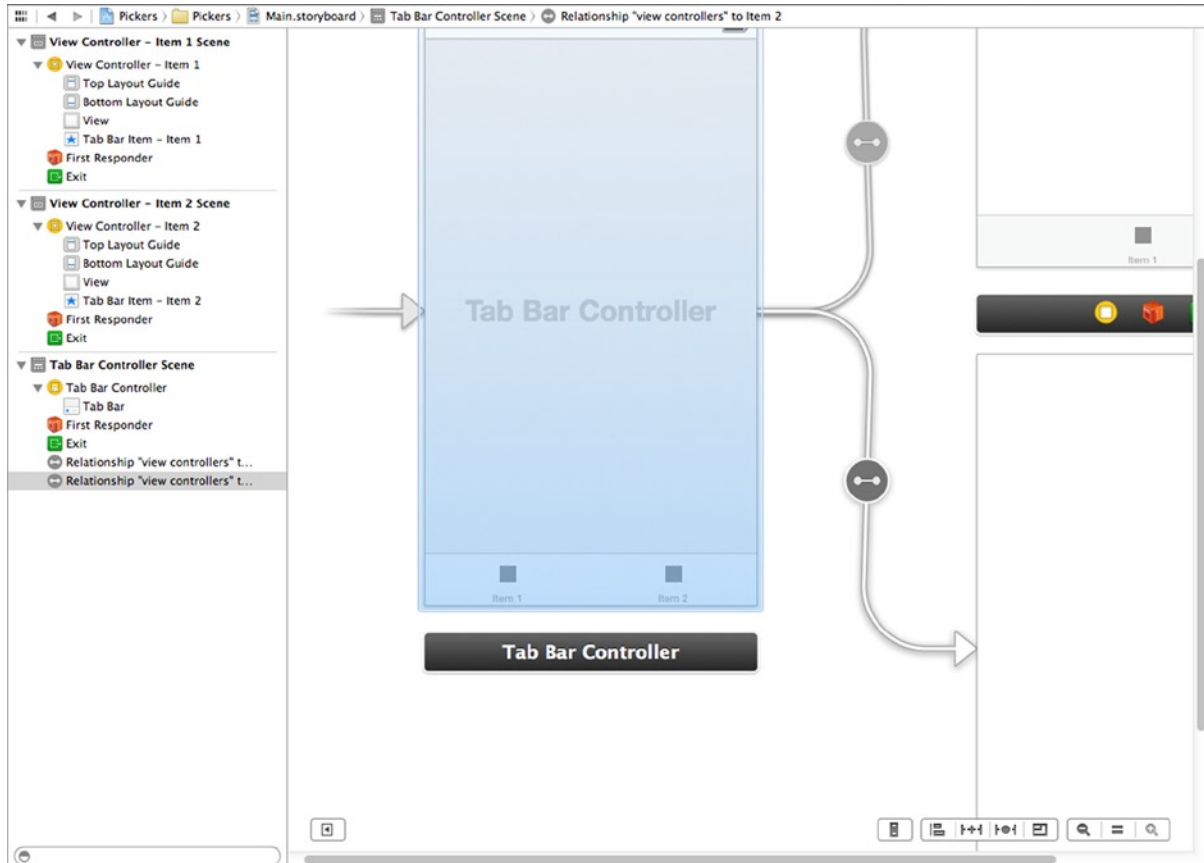 Pickers › Pickers › Main.storyboard › Tab Bar Controller Scene › Relationship "view controllers" to Item 2
View Controller – Item 1 Scene
View Controller – Item 1
Top Layout Guide
Bottom Layout Guide
View
Tab Bar Item – Item 1
First Responder
Exit
View Controller – Item 2 Scene
View Controller – Item 2
Top Layout Guide
Bottom Layout Guide
View
Tab Bar Item – Item 2
First Responder
Exit
Tab Bar Controller Scene
Tab Bar Controller
Tab Bar
First Responder
Exit
Relationship "view controllers" t...
Relationship "view controllers" t...
Tab Bar Controller
Item 1
Item 2
Tab Bar Controller
Item 1